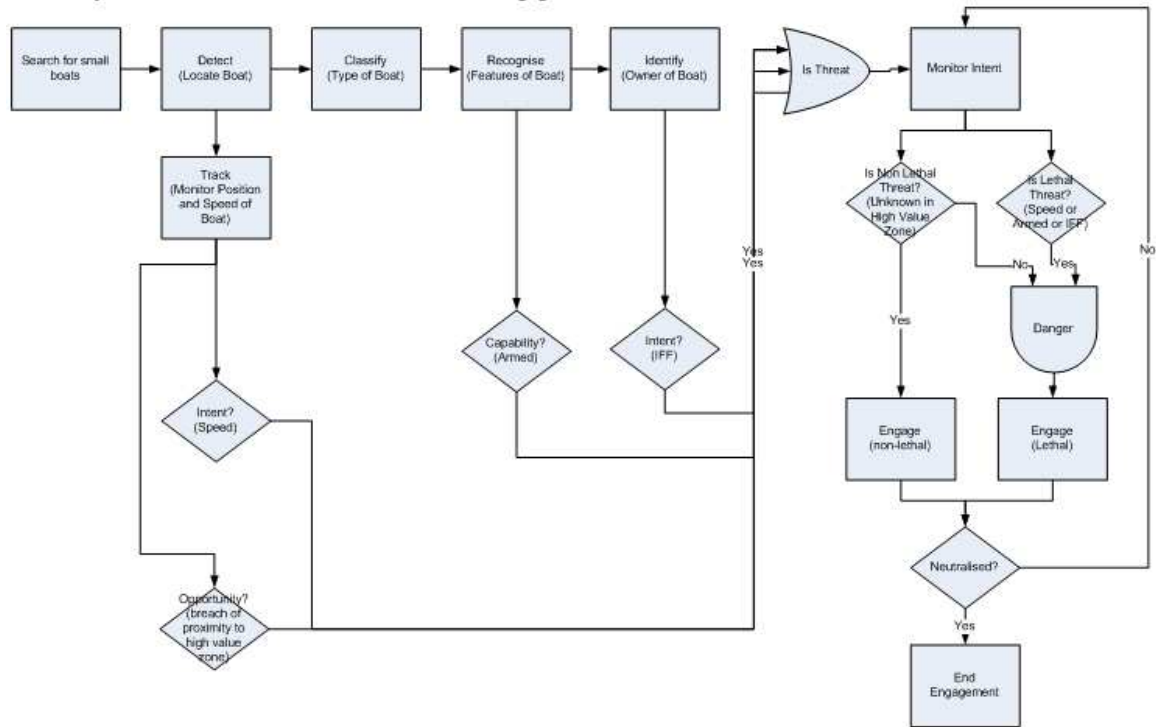 Search for small
boats
Detect
(Locate Boat)
Classify
(Type of Boat)
Recognise
(Features of Boat)
Identify
(Owner of Boat)
Is Threat
Monitor Intent
Track
(Monitor Position
and Speed of
Boat)
Is Non Lethal
Threat?
(Unknown in
High Value
Zone)
Is Lethal
Threat?
(Speed or
Armed or IFF)
Yes
Yes
No
No
Yes
Yes
Danger
Capability?
(Armed)
Intent?
(IFF)
Intent?
(Speed)
Engage
(non-lethal)
Engage
(Lethal)
Neutralised?
Opportunity?
(breach of
proximity to
high value
zone)
Yes
End
Engagement